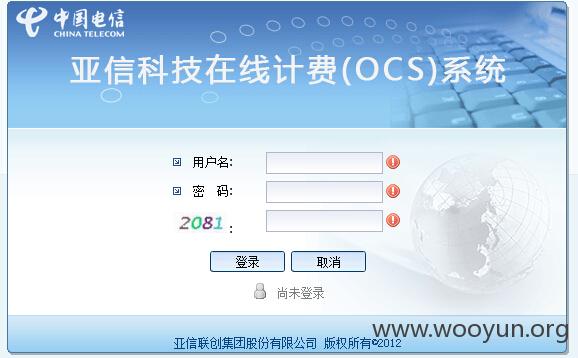 中国电信
CHINA TELECOM
亚信科技在线计费(OCS)系统
用户名:
密 码:
2081 :
登录 取消
尚未登录
www.wooyun.org
亚信联创集团股份有限公司 版权所有©2012